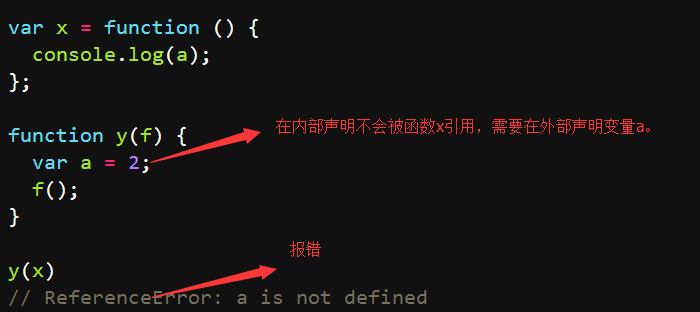 var x = function () {
  console.log(a);
};
function y(f) {
在内部声明不会被函数x引用，需要在外部声明变量a。
  var a = 2;
  f();
}
报错
y(x)
// ReferenceError: a is not defined